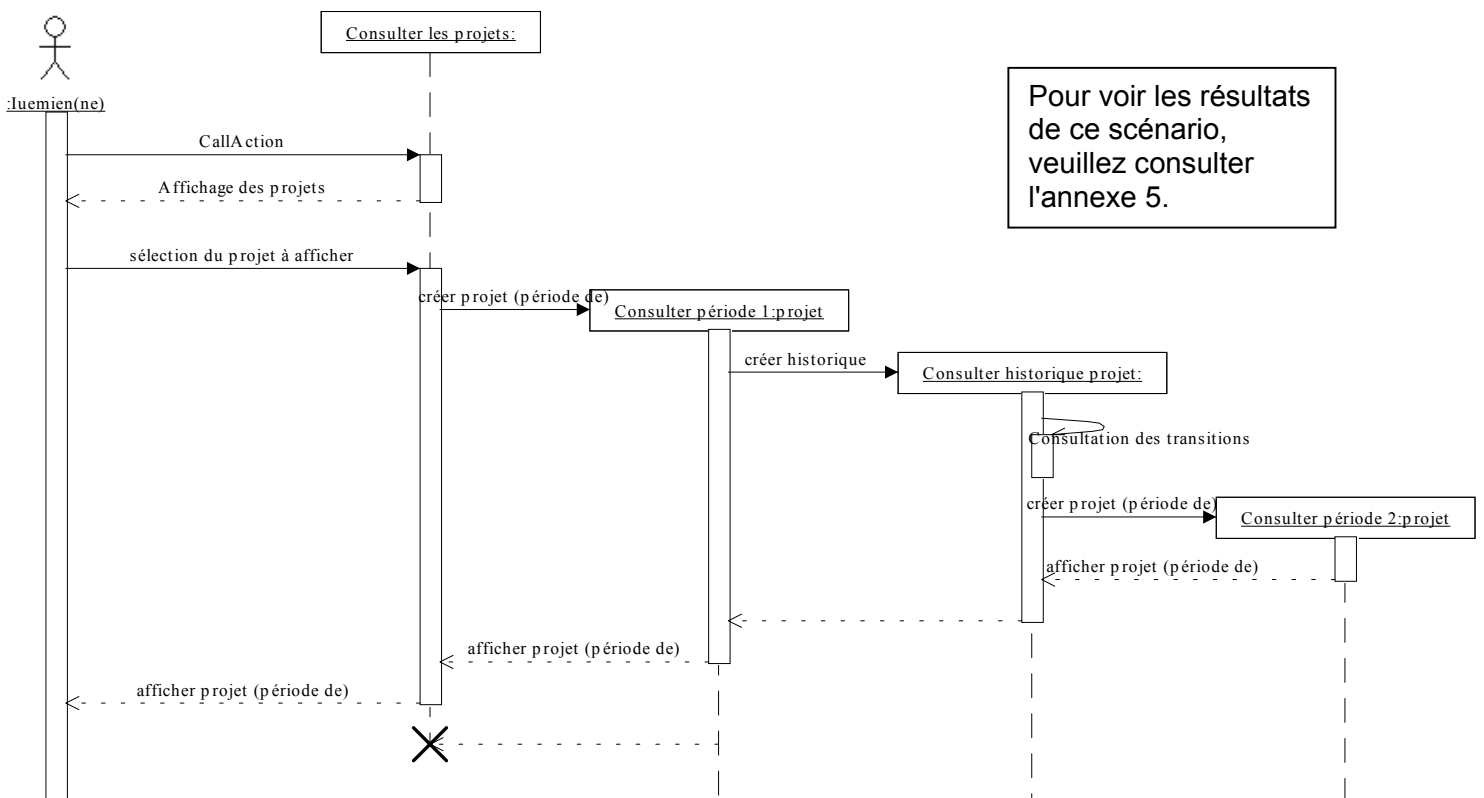 Consulter les projets:
:Iuemien(ne)
Pour voir les résultats
de ce scénario,
veuillez consulter
l'annexe 5.
CallAction
Affichage des projets
sélection du projet à afficher
créer projet (période de)
Consulter période 1:projet
créer historique
Consulter historique projet:
Consultation des transitions
créer projet (période de)
Consulter période 2:projet
afficher projet (période de)
afficher projet (période de)
afficher projet (période de)